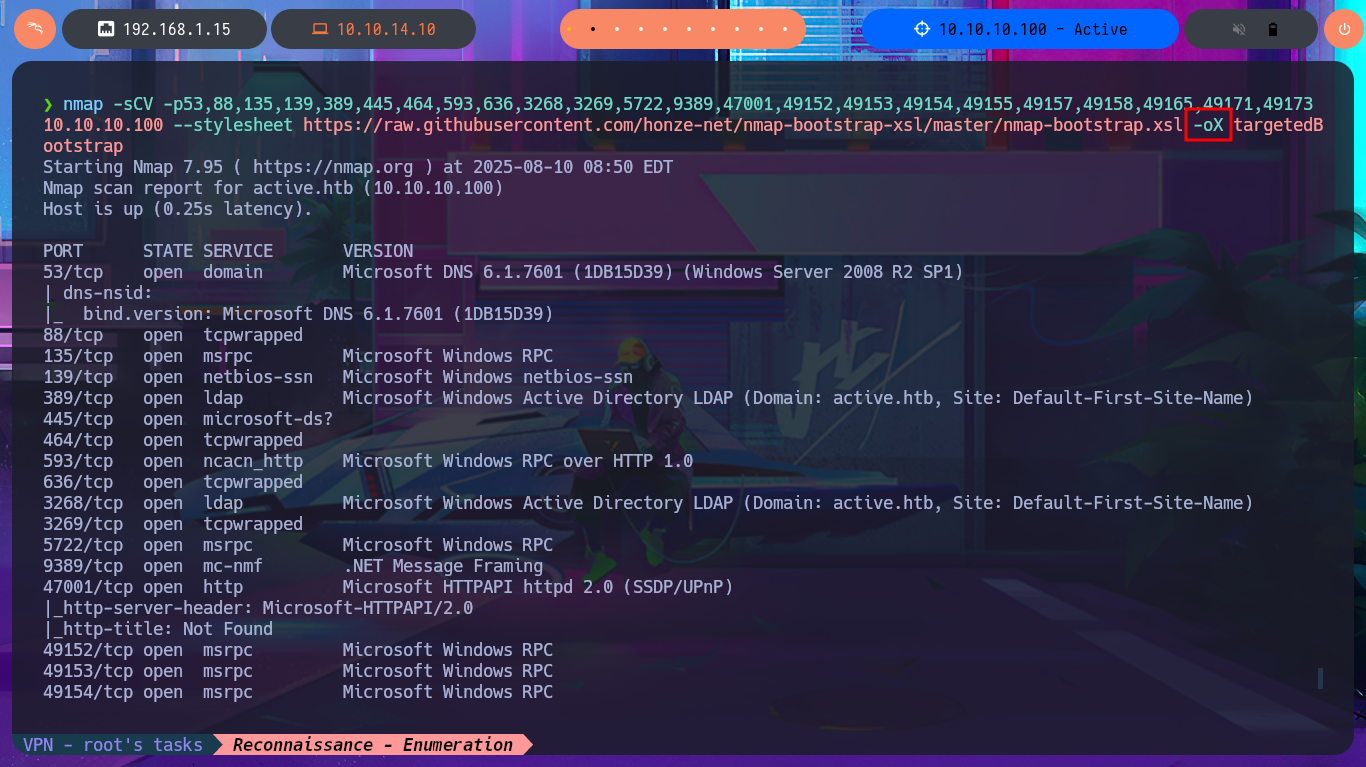 192.168.1.15 10.10.14.10 10.10.10.100 - Active
❯ nmap -sCV -p53,88,135,139,389,445,464,593,636,3268,3269,5722,9389,47001,49152,49153,49154,49155,49157,49158,49165,49171,49173
10.10.10.100 --stylesheet https://raw.githubusercontent.com/honze-net/nmap-bootstrap-xsl/master/nmap-bootstrap.xsl -oX targetedB
ootstrap
Starting Nmap 7.95 ( https://nmap.org ) at 2025-08-10 08:50 EDT
Nmap scan report for active.htb (10.10.10.100)
Host is up (0.25s latency).
PORT      STATE SERVICE       VERSION
53/tcp    open  domain        Microsoft DNS 6.1.7601 (1DB15D39) (Windows Server 2008 R2 SP1)
| dns-nsid:
|_  bind.version: Microsoft DNS 6.1.7601 (1DB15D39)
88/tcp    open  tcpwrapped
135/tcp   open  msrpc         Microsoft Windows RPC
139/tcp   open  netbios-ssn   Microsoft Windows netbios-ssn
389/tcp   open  ldap          Microsoft Windows Active Directory LDAP (Domain: active.htb, Site: Default-First-Site-Name)
445/tcp   open  microsoft-ds?
464/tcp   open  tcpwrapped
593/tcp   open  ncacn_http    Microsoft Windows RPC over HTTP 1.0
636/tcp   open  tcpwrapped
3268/tcp  open  ldap          Microsoft Windows Active Directory LDAP (Domain: active.htb, Site: Default-First-Site-Name)
3269/tcp  open  tcpwrapped
5722/tcp  open  msrpc         Microsoft Windows RPC
9389/tcp  open  mc-nmf        .NET Message Framing
47001/tcp open  http          Microsoft HTTPAPI httpd 2.0 (SSDP/UPnP)
|_http-server-header: Microsoft-HTTPAPI/2.0
|_http-title: Not Found
49152/tcp open  msrpc         Microsoft Windows RPC
49153/tcp open  msrpc         Microsoft Windows RPC
49154/tcp open  msrpc         Microsoft Windows RPC
VPN - root's tasks Reconnaissance - Enumeration